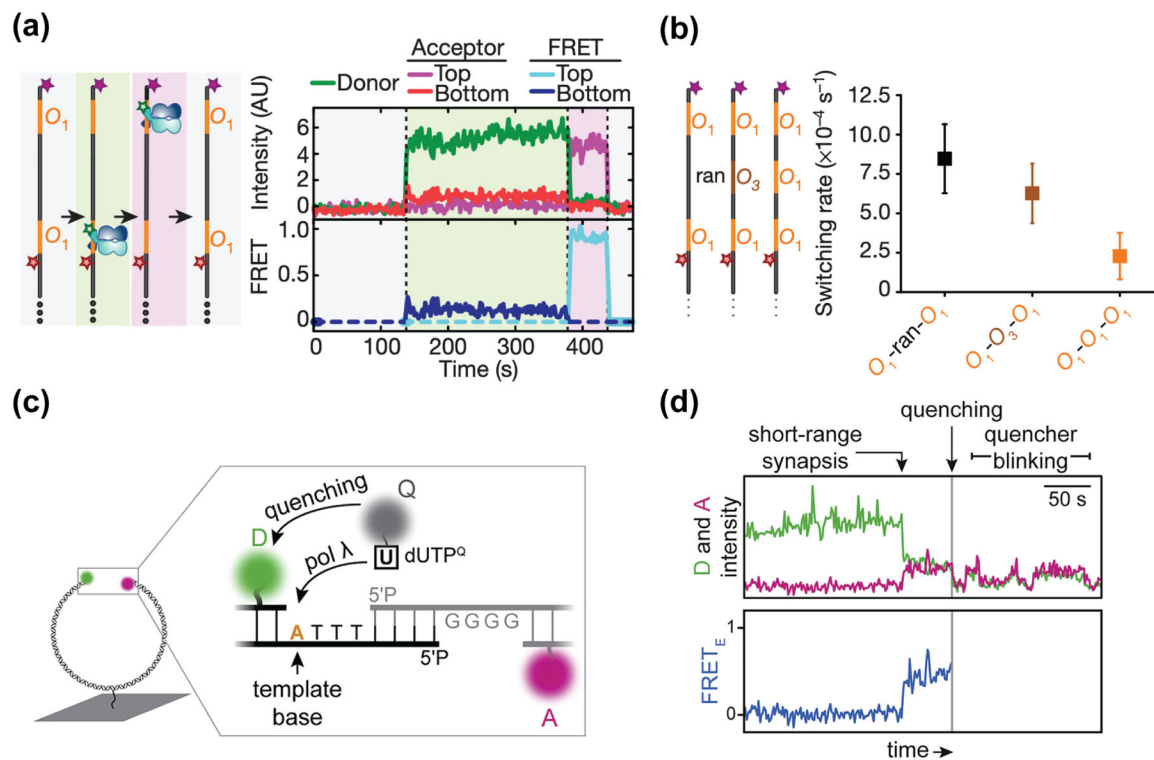 (a)
Acceptor FRET
Donor Top Top
Bottom Bottom
O1
O1
O1
O1
Intensity (AU)
6
4
2
0
FRET
1.0
0.5
0
0 100 200 300 400
Time (s)
(b)
O1 O1 O1
ran O3 O1
O1 O1 O1
Switching rate (×10⁻⁴ s⁻¹)
12.5
10.0
7.5
5.0
2.5
0
O1-ran-O1
O1-O3-O1
O1-O1-O1
(c)
quenching
Q
D
pol λ
U dUTPQ
5'P
A T T T
GGGG
5'P
template
base
A
(d)
quenching
short-range
synapsis
quencher
blinking
50 s
D and A
intensity
1
FRETE
0
time